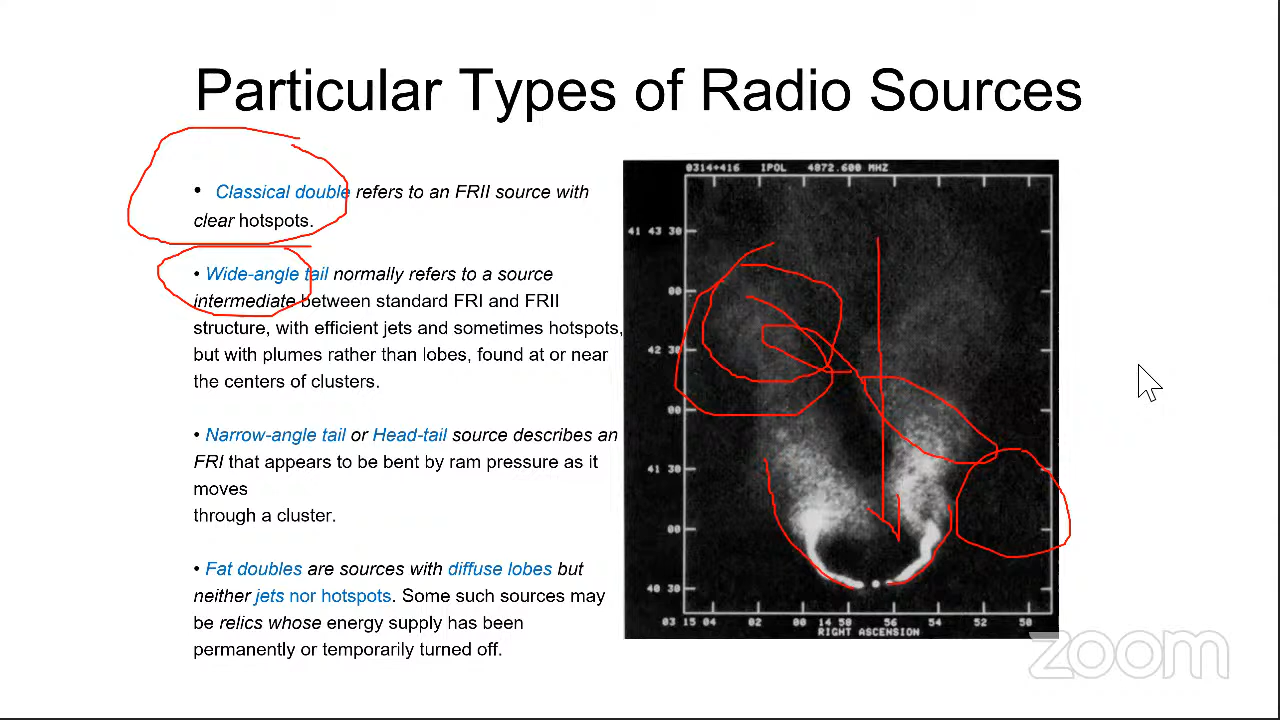 Particular Types of Radio Sources
• Classical double refers to an FRII source with
clear hotspots.
• Wide-angle tail normally refers to a source
intermediate between standard FRI and FRII
structure, with efficient jets and sometimes hotspots,
but with plumes rather than lobes, found at or near
the centers of clusters.
• Narrow-angle tail or Head-tail source describes an
FRI that appears to be bent by ram pressure as it
moves
through a cluster.
• Fat doubles are sources with diffuse lobes but
neither jets nor hotspots. Some such sources may
be relics whose energy supply has been
permanently or temporarily turned off.
0314+416 IPOL 4872.600 MHZ
41 43 30
00
42 30
00
41 30
00
40 30
03 15 04 02 00 14 58 56 54 52 50
RIGHT ASCENSION
zoom